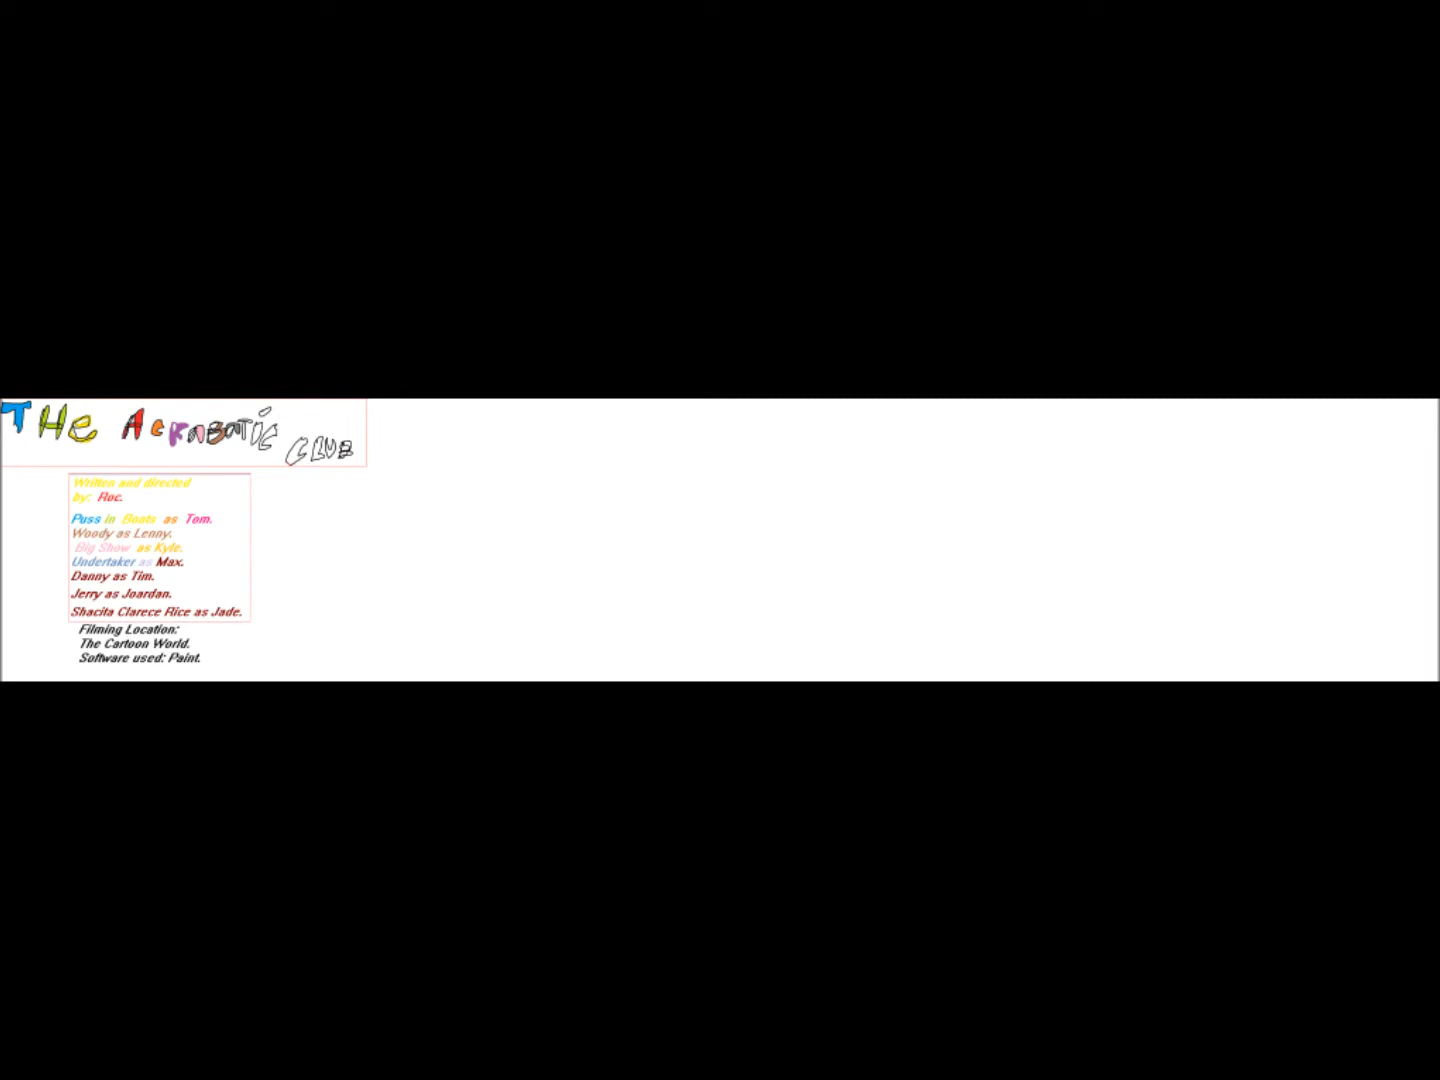 THe AcrabatiC CLUB
Written and directed
by: Roc.
Puss in Boots as Tom.
Woody as Lenny.
Big Show as Kyle.
Undertaker as Max.
Danny as Tim.
Jerry as Joardan.
Shacita Clarece Rice as Jade.
Filming Location:
The Cartoon World.
Software used: Paint.